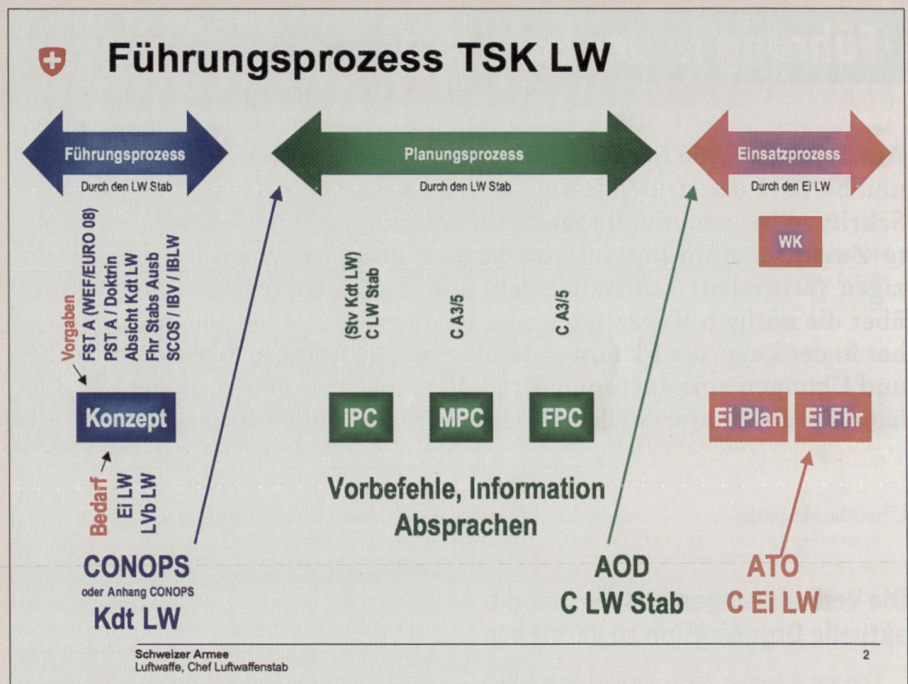 Führungsprozess TSK LW
Führungsprozess
Durch den LW Stab
Planungsprozess
Durch den LW Stab
Einsatzprozess
Durch den Ei LW
WK
Vorgaben
FST A (WEF/EURO 08)
PST A / Doktrin
Absicht Kdt LW
Fhr Stabs Ausb
SCOS / IBV / IBLW
(Stv Kdt LW)
C LW Stab
C A3/5
C A3/5
Konzept
IPC
MPC
FPC
Ei Plan
Ei Fhr
Bedarf
Ei LW
LVb LW
Vorbefehle, Information
Absprachen
CONOPS
oder Anhang CONOPS
Kdt LW
AOD
C LW Stab
ATO
C Ei LW
Schweizer Armee
Luftwaffe, Chef Luftwaffenstab
2